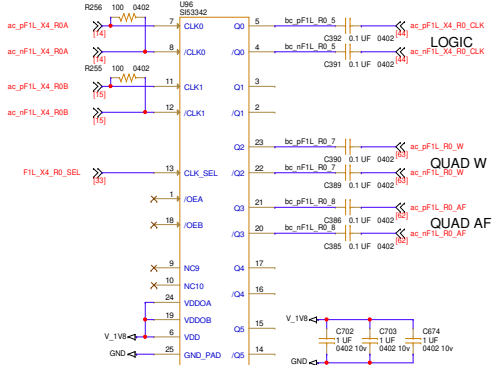 U96
SI53342
R256 100 0402
ac_pF1L_X4_R0A
[14]
7 CLK0
ac_nF1L_X4_R0A
[14]
8 /CLK0
R255 100 0402
ac_pF1L_X4_R0B
[15]
11 CLK1
ac_nF1L_X4_R0B
[15]
12 /CLK1
F1L_X4_R0_SEL
[33]
13 CLK_SEL
1 /OEA
18 /OEB
9 NC9
10 NC10
24 VDDOA
19 VDDOB
V_1V8 6 VDD
GND 25 GND_PAD
Q0 5 bc_pF1L_R0_5
C392 0.1 UF 0402
ac_pF1L_X4_R0_CLK
[44]
LOGIC
/Q0 4 bc_nF1L_R0_5
C391 0.1 UF 0402
ac_nF1L_X4_R0_CLK
[44]
Q1 3
/Q1 2
Q2 23 bc_pF1L_R0_7
C390 0.1 UF 0402
ac_pF1L_R0_W
[63]
QUAD W
/Q2 22 bc_nF1L_R0_7
C389 0.1 UF 0402
ac_nF1L_R0_W
[63]
Q3 21 bc_pF1L_R0_8
C386 0.1 UF 0402
ac_pF1L_R0_AF
[62]
QUAD AF
/Q3 20 bc_nF1L_R0_8
C385 0.1 UF 0402
ac_nF1L_R0_AF
[62]
Q4 17
/Q4 16
Q5 15
/Q5 14
V_1V8
C702 C703 C674
1 UF 1 UF 1 UF
0402 10v 0402 10v 0402 10v
GND